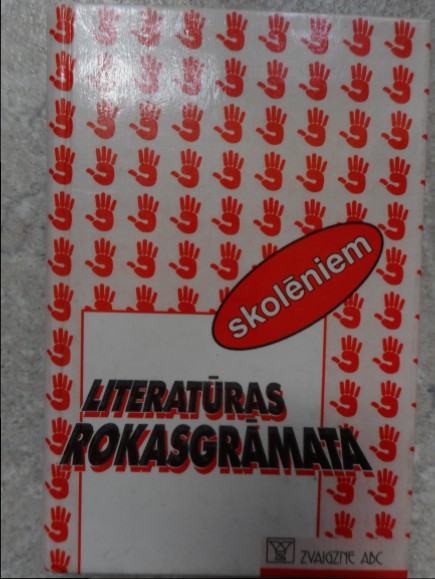 skolēniem
LITERATŪRAS
ROKASGRĀMATA
ZVAIGZNE ABC